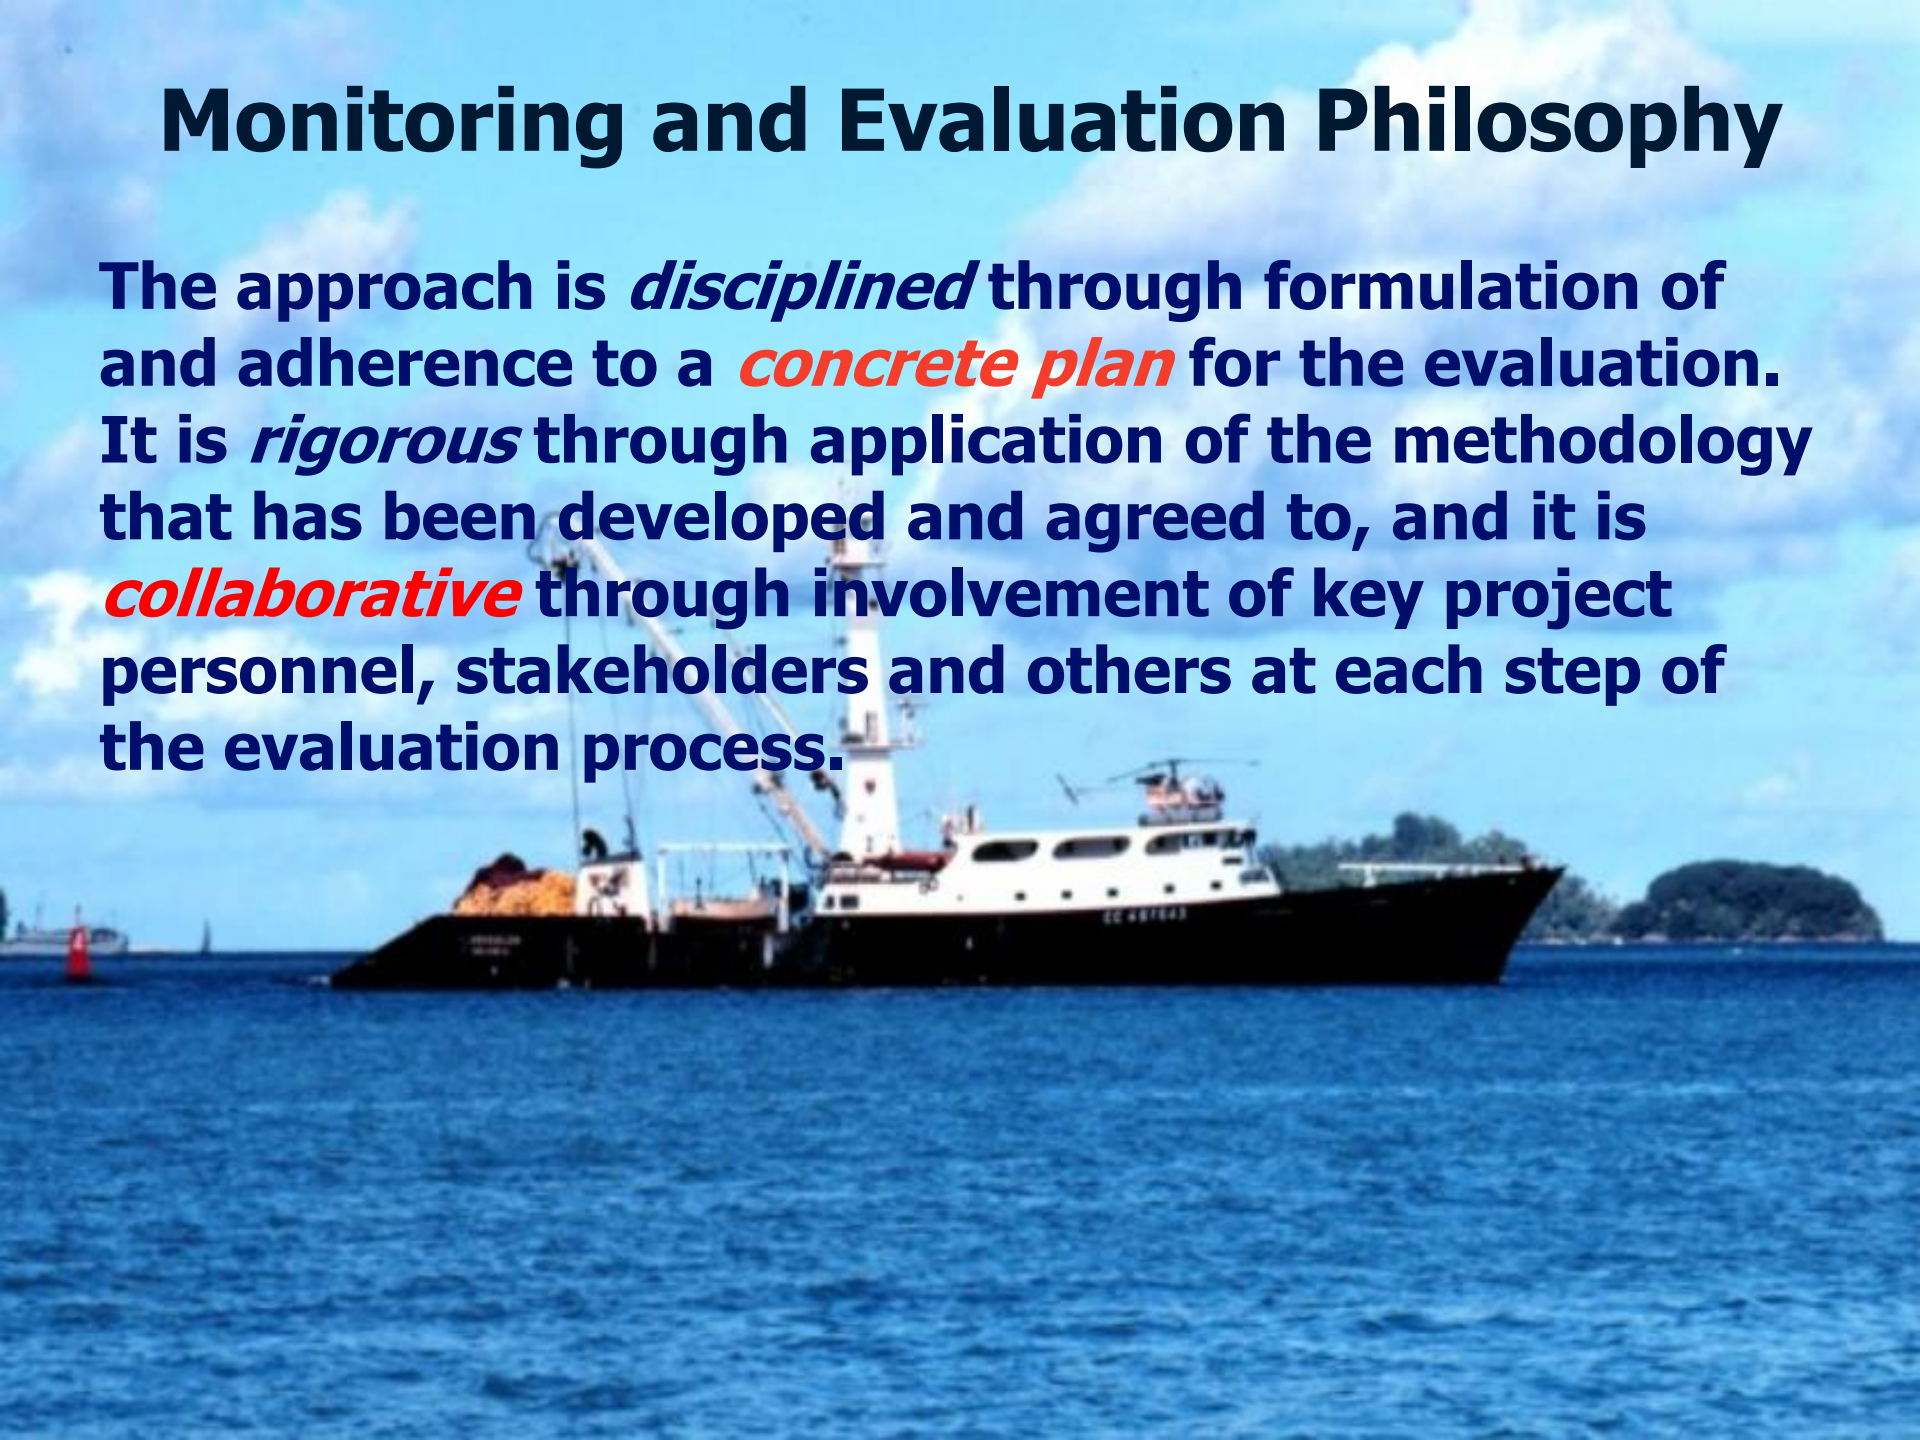 Monitoring and Evaluation Philosophy
The approach is disciplined through formulation of
and adherence to a concrete plan for the evaluation.
It is rigorous through application of the methodology
that has been developed and agreed to, and it is
collaborative through involvement of key project
personnel, stakeholders and others at each step of
the evaluation process.